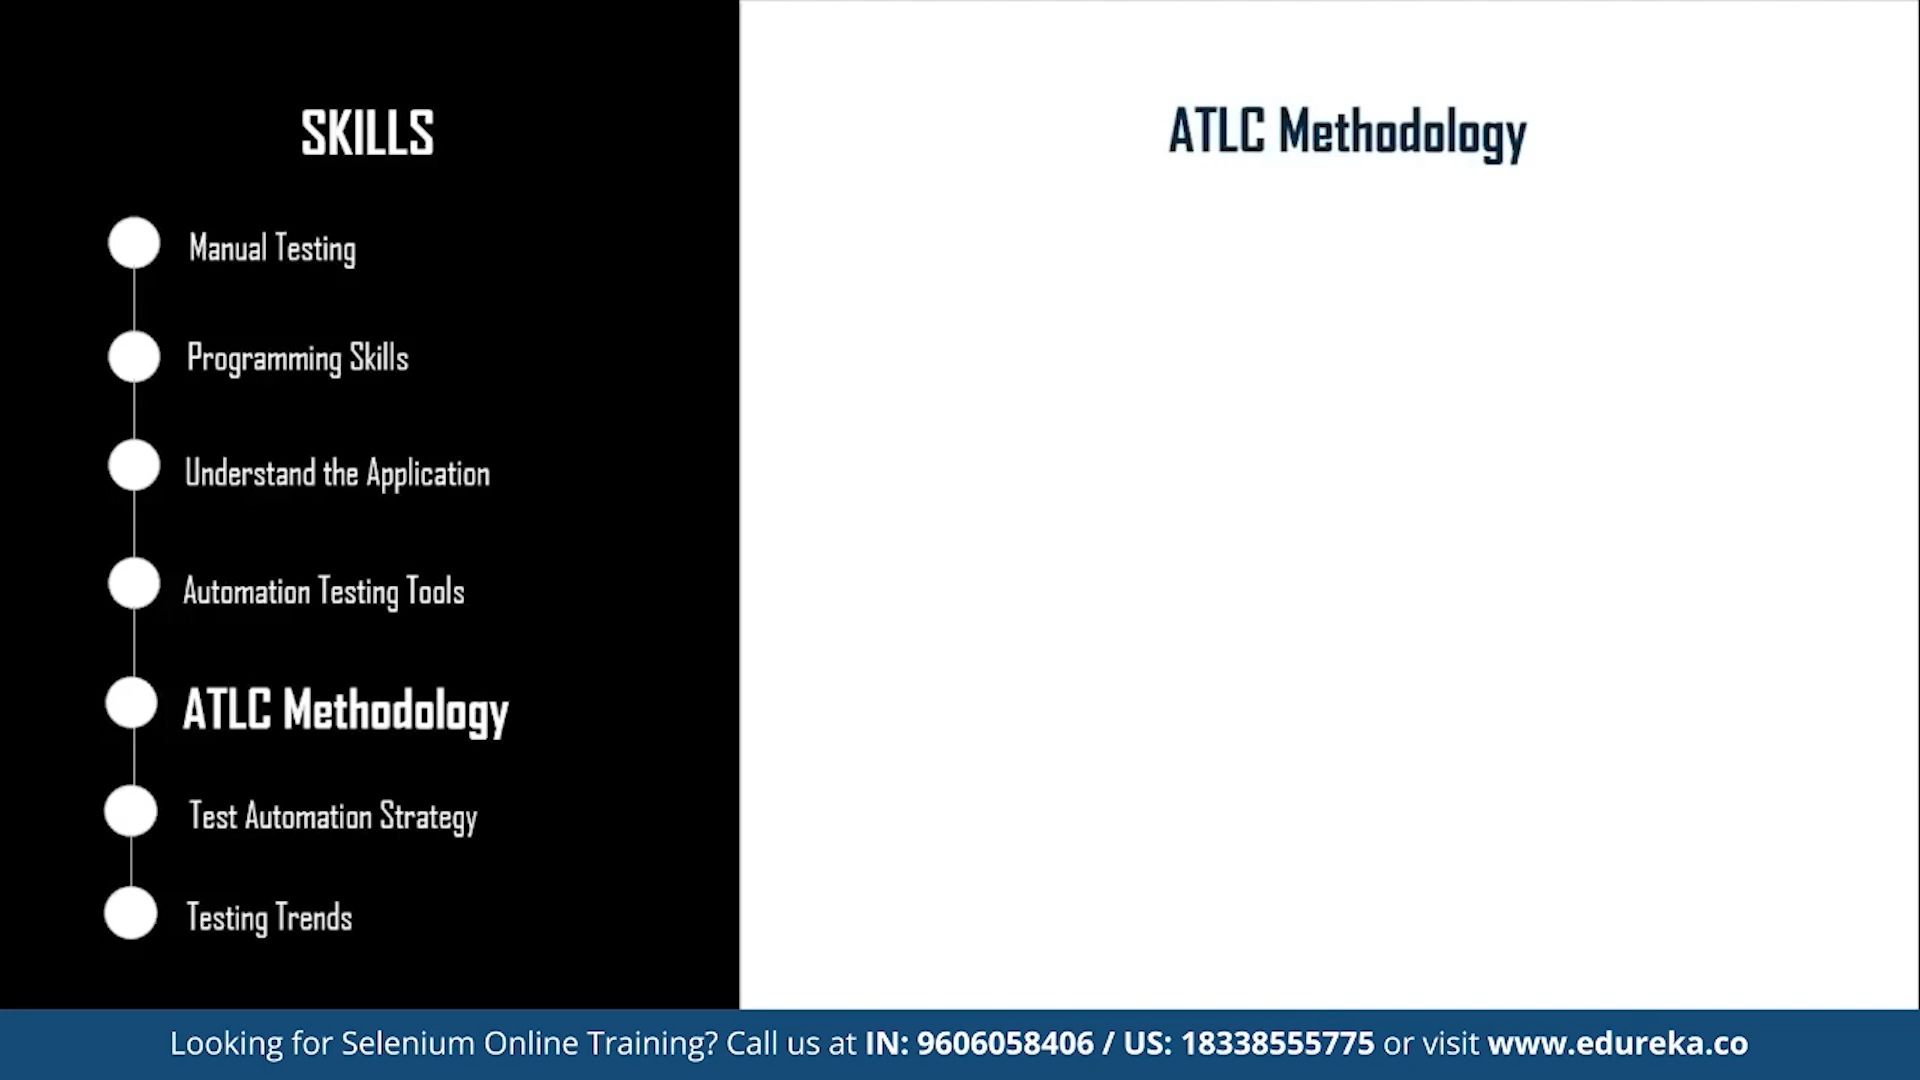 SKILLS
Manual Testing
Programming Skills
Understand the Application
Automation Testing Tools
ATLC Methodology
Test Automation Strategy
Testing Trends
ATLC Methodology
Looking for Selenium Online Training? Call us at IN: 9606058406 / US: 18338555775 or visit www.edureka.co